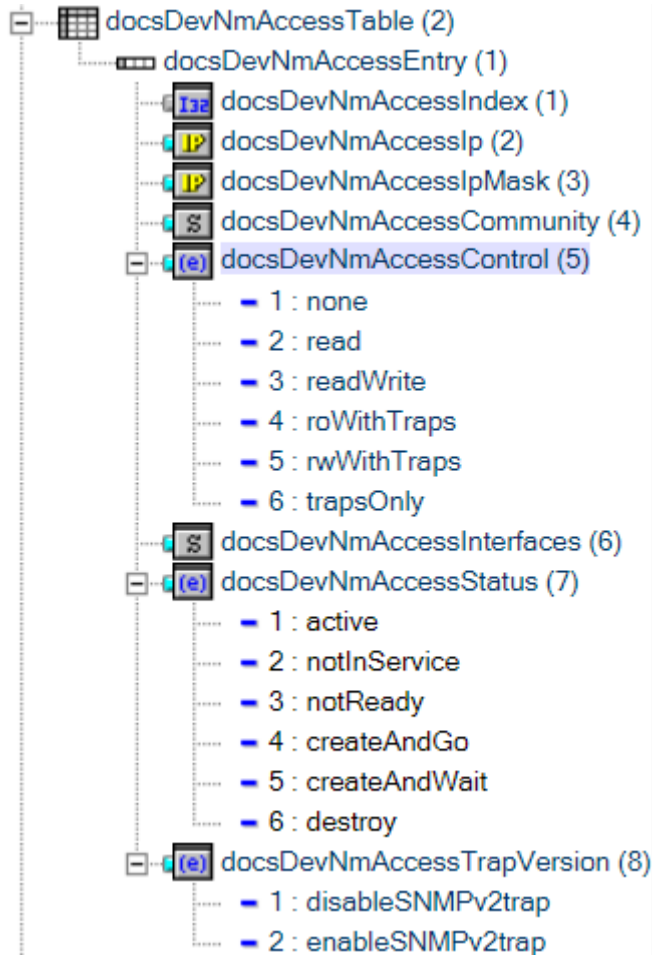 docsDevNmAccessTable (2)
docsDevNmAccessEntry (1)
I32 docsDevNmAccessIndex (1)
IP docsDevNmAccessIp (2)
IP docsDevNmAccessIpMask (3)
S docsDevNmAccessCommunity (4)
(e) docsDevNmAccessControl (5)
1 : none
2 : read
3 : readWrite
4 : roWithTraps
5 : rwWithTraps
6 : trapsOnly
S docsDevNmAccessInterfaces (6)
(e) docsDevNmAccessStatus (7)
1 : active
2 : notInService
3 : notReady
4 : createAndGo
5 : createAndWait
6 : destroy
(e) docsDevNmAccessTrapVersion (8)
1 : disableSNMPv2trap
2 : enableSNMPv2trap